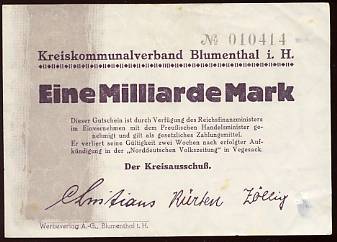 № 010414
Kreiskommunalverband Blumenthal i. H.
Eine Milliarde Mark
Dieser Gutschein ist durch Verfügung des Reichsfinanzministers
im Einvernehmen mit dem Preußischen Handelsminister ge-
nehmigt und gilt als gesetzliches Zahlungsmittel.
Er verliert seine Gültigkeit zwei Wochen nach erfolgter Auf-
kündigung in der „Norddeutschen Volkszeitung" in Vegesack.
Der Kreisausschuß.
Christians Rürten Zöllig
Werbeverlag A.-G., Blumenthal i. H.